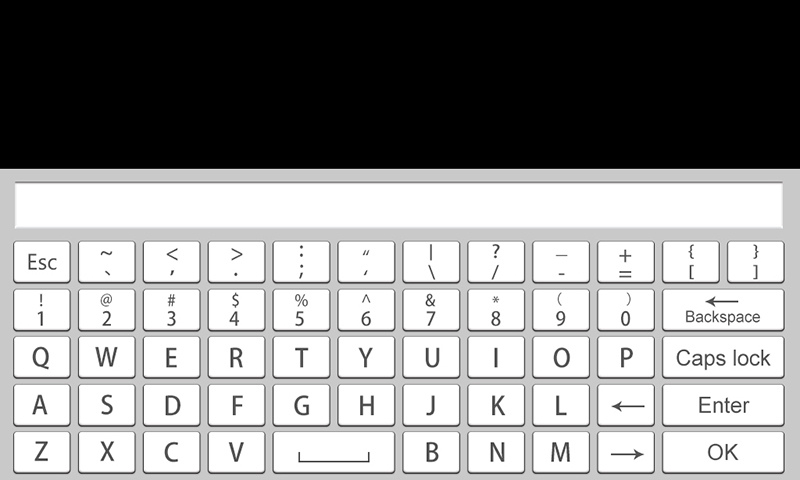 Esc ~ ` < , > . : ; " ' | \ ? / _ - + = { [ } ]
! 1 @ 2 # 3 $ 4 % 5 ^ 6 & 7 * 8 ( 9 ) 0 ← Backspace
Q W E R T Y U I O P Caps lock
A S D F G H J K L ← Enter
Z X C V B N M → OK